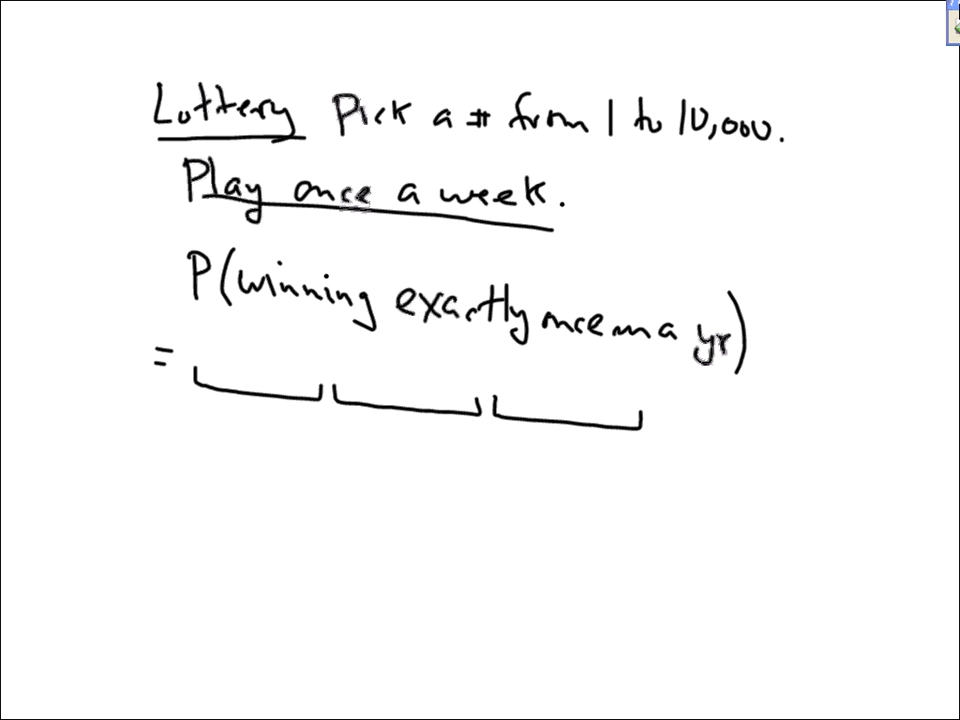 Lottery Pick a # from 1 to 10,000.
Play once a week.
P(winning exactly once in a yr)
=